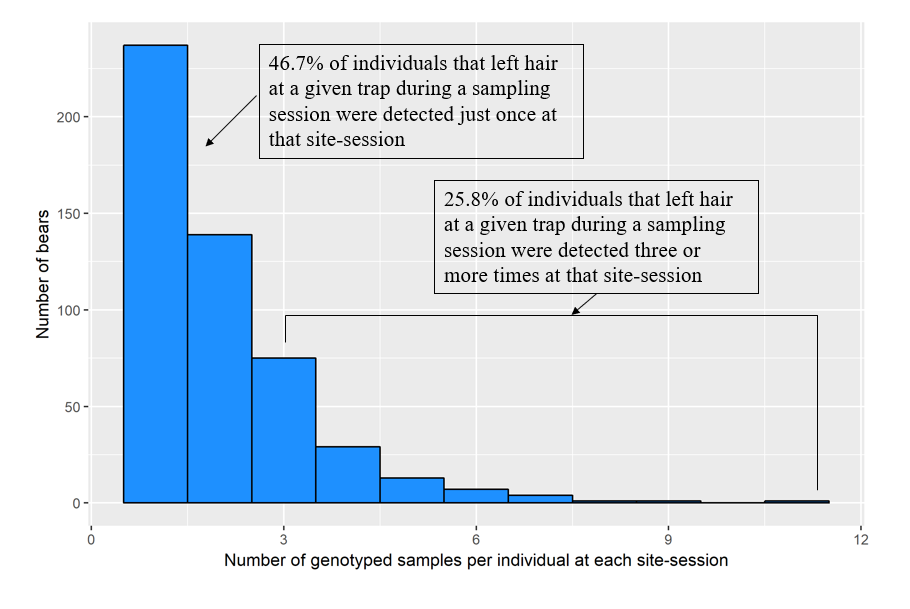 46.7% of individuals that left hair
at a given trap during a sampling
session were detected just once at
that site-session
25.8% of individuals that left hair
at a given trap during a sampling
session were detected three or
more times at that site-session
Number of bears
200
150
100
50
0
0 3 6 9 12
Number of genotyped samples per individual at each site-session